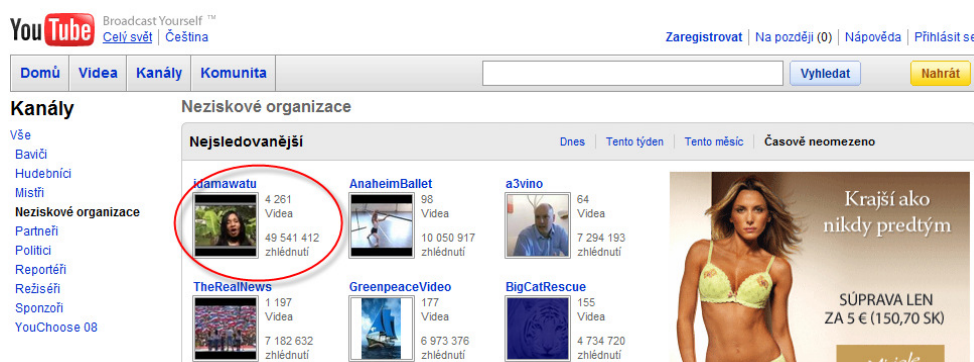 YouTube Broadcast Yourself ™
Celý svět | Čeština
Zaregistrovat | Na později (0) | Nápověda | Přihlásit se
Domů Videa Kanály Komunita Vyhledat Nahrát
Kanály
Vše
Baviči
Hudebníci
Mistři
Neziskové organizace
Partneři
Politici
Reportéři
Režiséři
Sponzoři
YouChoose 08
Neziskové organizace
Nejsledovanější Dnes | Tento týden | Tento měsíc | Časově neomezeno
idamawatu
4 261
Videa
49 541 412
zhlédnutí
AnaheimBallet
98
Videa
10 050 917
zhlédnutí
a3vino
64
Videa
7 294 193
zhlédnutí
TheRealNews
1 197
Videa
7 182 632
zhlédnutí
GreenpeaceVideo
177
Videa
6 973 376
zhlédnutí
BigCatRescue
155
Videa
4 734 720
zhlédnutí
Krajší ako
nikdy predtým
SÚPRAVA LEN
ZA 5 € (150,70 SK)